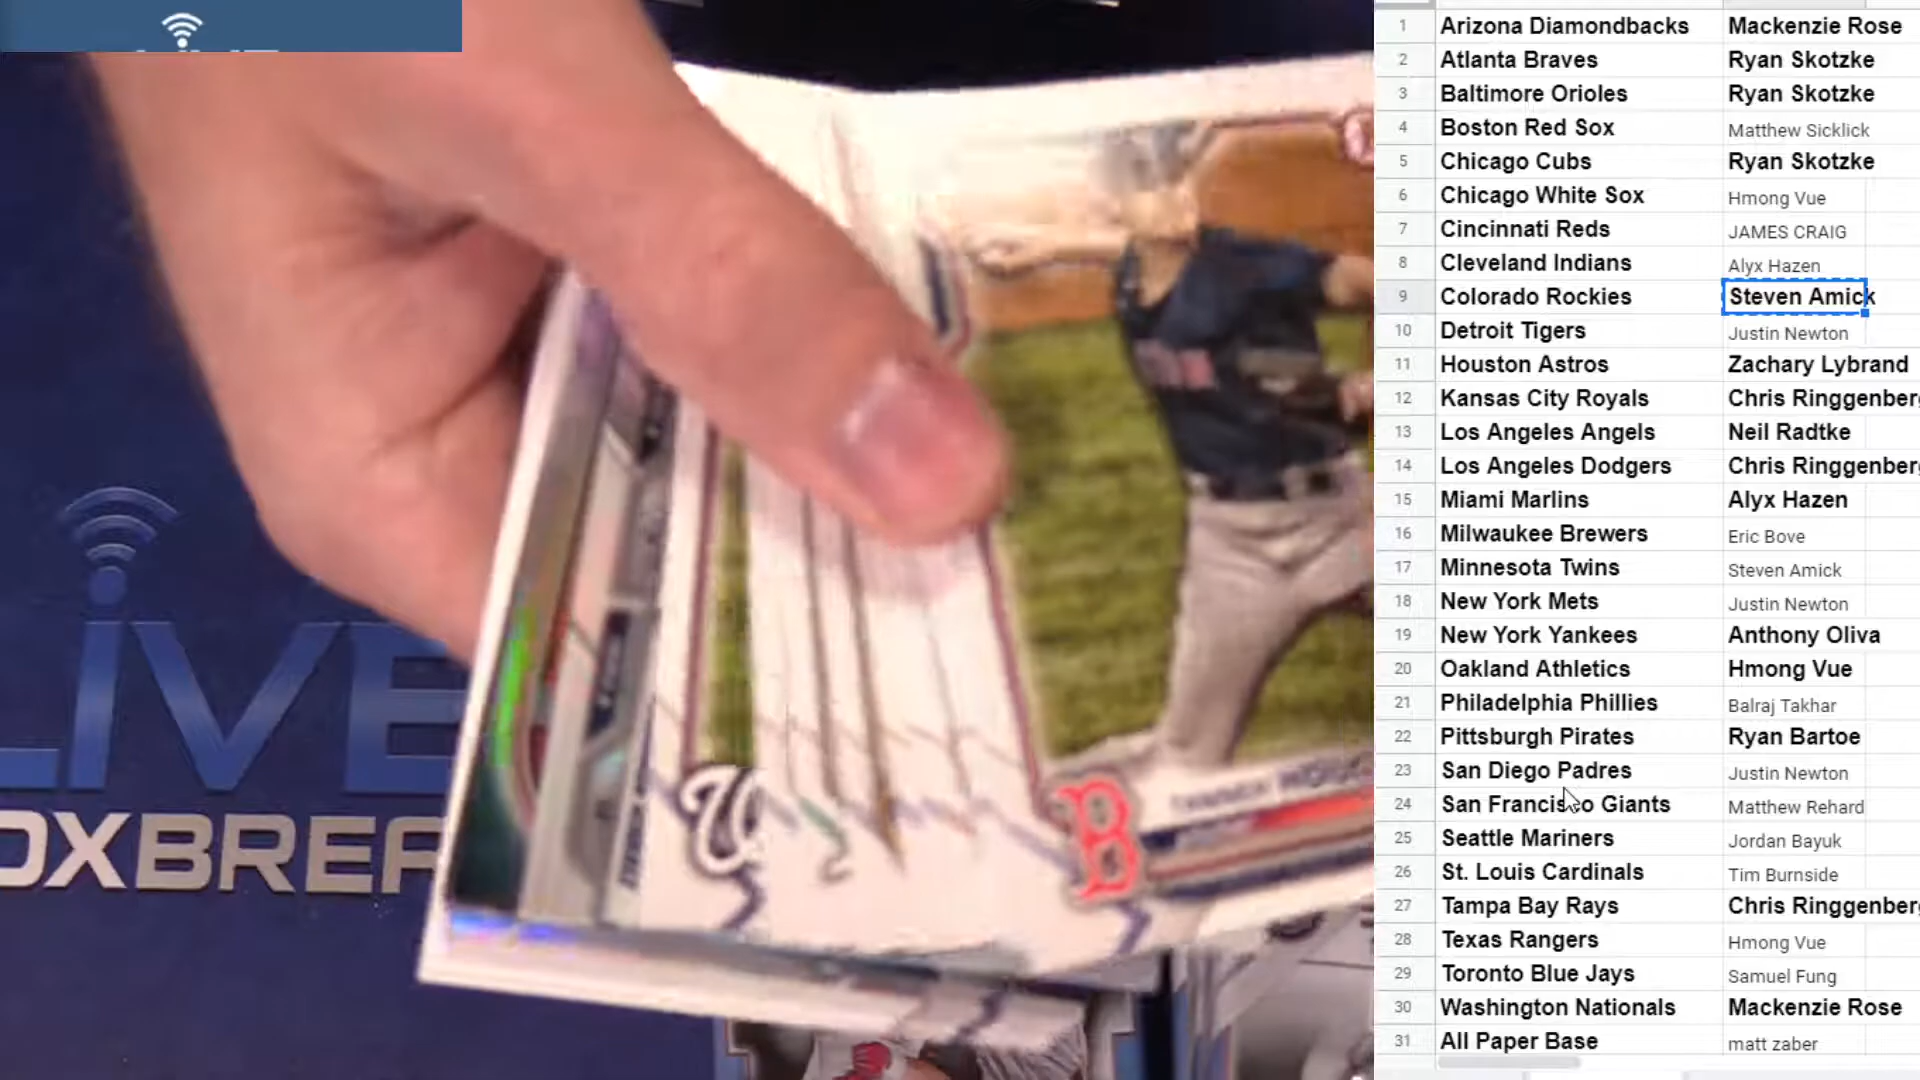 LIVE
OXBREA
W
B
TANNER HOUCK
1 Arizona Diamondbacks Mackenzie Rose
2 Atlanta Braves Ryan Skotzke
3 Baltimore Orioles Ryan Skotzke
4 Boston Red Sox Matthew Sicklick
5 Chicago Cubs Ryan Skotzke
6 Chicago White Sox Hmong Vue
7 Cincinnati Reds JAMES CRAIG
8 Cleveland Indians Alyx Hazen
9 Colorado Rockies Steven Amick
10 Detroit Tigers Justin Newton
11 Houston Astros Zachary Lybrand
12 Kansas City Royals Chris Ringgenber
13 Los Angeles Angels Neil Radtke
14 Los Angeles Dodgers Chris Ringgenber
15 Miami Marlins Alyx Hazen
16 Milwaukee Brewers Eric Bove
17 Minnesota Twins Steven Amick
18 New York Mets Justin Newton
19 New York Yankees Anthony Oliva
20 Oakland Athletics Hmong Vue
21 Philadelphia Phillies Balraj Takhar
22 Pittsburgh Pirates Ryan Bartoe
23 San Diego Padres Justin Newton
24 San Francisco Giants Matthew Rehard
25 Seattle Mariners Jordan Bayuk
26 St. Louis Cardinals Tim Burnside
27 Tampa Bay Rays Chris Ringgenber
28 Texas Rangers Hmong Vue
29 Toronto Blue Jays Samuel Fung
30 Washington Nationals Mackenzie Rose
31 All Paper Base matt zaber